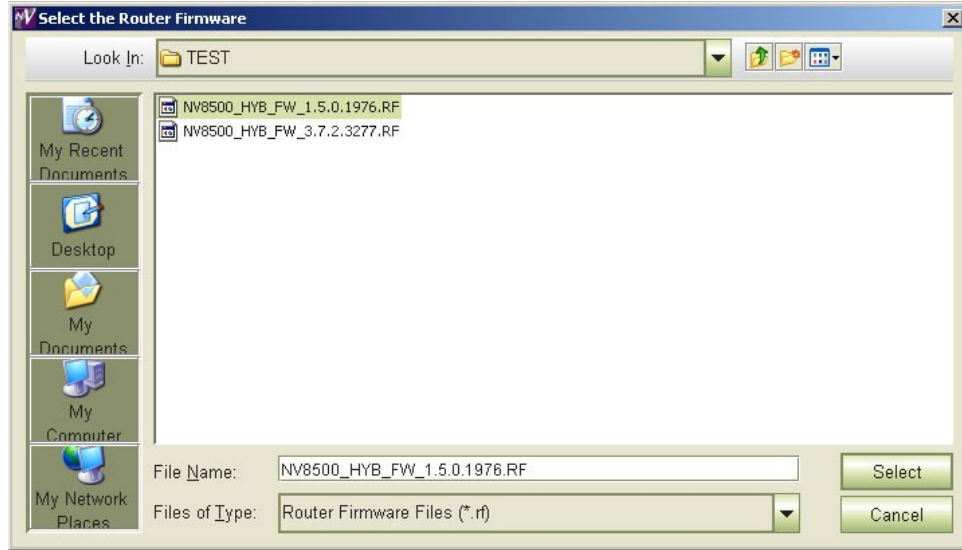 Select the Router Firmware
Look In:
TEST
NV8500_HYB_FW_1.5.0.1976.RF
NV8500_HYB_FW_3.7.2.3277.RF
My Recent
Documents
Desktop
My
Documents
My
Computer
My Network
Places
File Name:
NV8500_HYB_FW_1.5.0.1976.RF
Select
Files of Type:
Router Firmware Files (*.rf)
Cancel